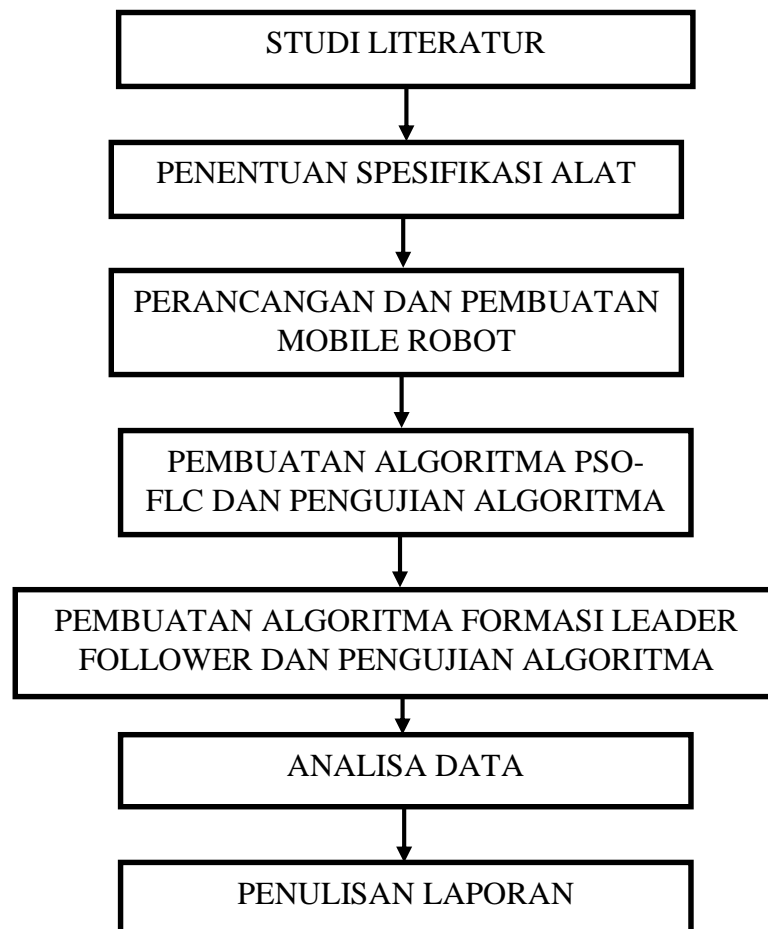 STUDI LITERATUR
PENENTUAN SPESIFIKASI ALAT
PERANCANGAN DAN PEMBUATAN
MOBILE ROBOT
PEMBUATAN ALGORITMA PSO-
FLC DAN PENGUJIAN ALGORITMA
PEMBUATAN ALGORITMA FORMASI LEADER
FOLLOWER DAN PENGUJIAN ALGORITMA
ANALISA DATA
PENULISAN LAPORAN